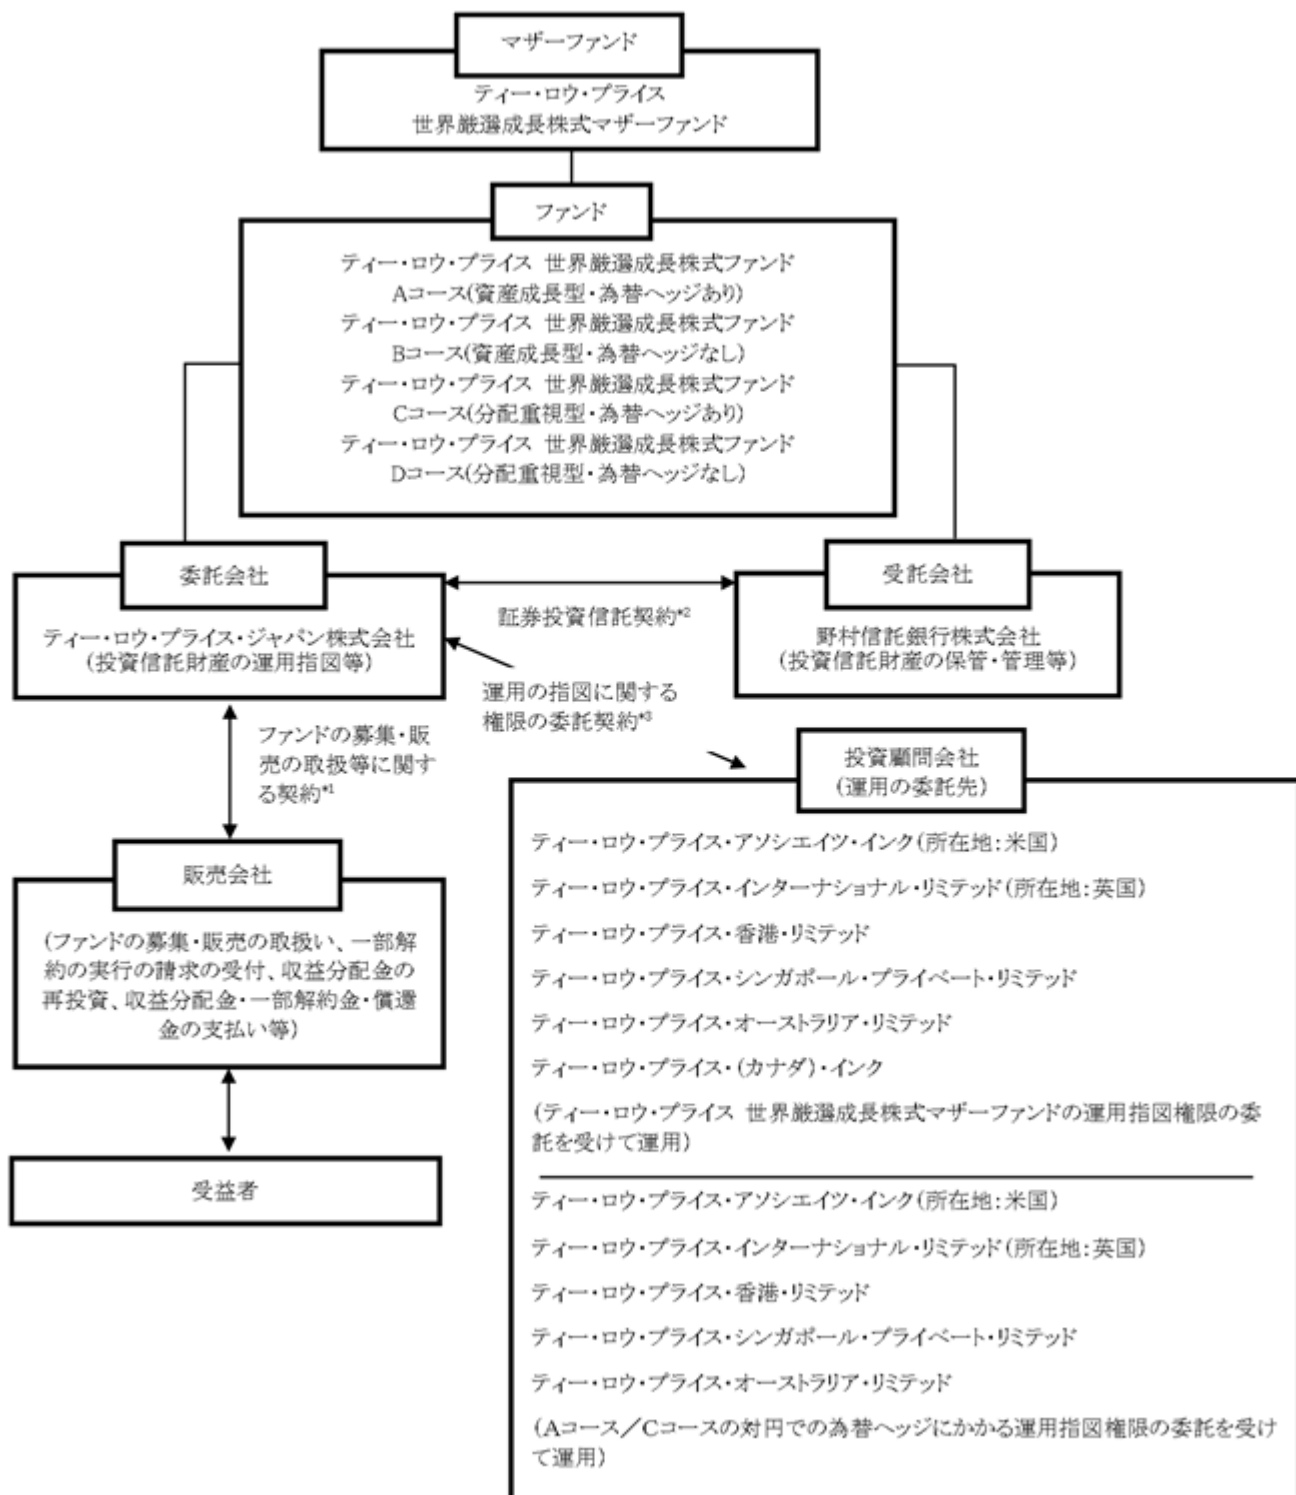 マザーファンド
ティー・ロウ・プライス
世界厳選成長株式マザーファンド
ファンド
ティー・ロウ・プライス 世界厳選成長株式ファンド
Aコース(資産成長型・為替ヘッジあり)
ティー・ロウ・プライス 世界厳選成長株式ファンド
Bコース(資産成長型・為替ヘッジなし)
ティー・ロウ・プライス 世界厳選成長株式ファンド
Cコース(分配重視型・為替ヘッジあり)
ティー・ロウ・プライス 世界厳選成長株式ファンド
Dコース(分配重視型・為替ヘッジなし)
委託会社
ティー・ロウ・プライス・ジャパン株式会社
(投資信託財産の運用指図等)
証券投資信託契約*2
受託会社
野村信託銀行株式会社
(投資信託財産の保管・管理等)
運用の指図に関する
権限の委託契約*3
ファンドの募集・販
売の取扱等に関す
る契約*1
販売会社
(ファンドの募集・販売の取扱い、一部解
約の実行の請求の受付、収益分配金の
再投資、収益分配金・一部解約金・償還
金の支払い等)
受益者
投資顧問会社
(運用の委託先)
ティー・ロウ・プライス・アソシエイツ・インク(所在地:米国)
ティー・ロウ・プライス・インターナショナル・リミテッド(所在地:英国)
ティー・ロウ・プライス・香港・リミテッド
ティー・ロウ・プライス・シンガポール・プライベート・リミテッド
ティー・ロウ・プライス・オーストラリア・リミテッド
ティー・ロウ・プライス・(カナダ)・インク
(ティー・ロウ・プライス 世界厳選成長株式マザーファンドの運用指図権限の委
託を受けて運用)
ティー・ロウ・プライス・アソシエイツ・インク(所在地:米国)
ティー・ロウ・プライス・インターナショナル・リミテッド(所在地:英国)
ティー・ロウ・プライス・香港・リミテッド
ティー・ロウ・プライス・シンガポール・プライベート・リミテッド
ティー・ロウ・プライス・オーストラリア・リミテッド
(Aコース/Cコースの対円での為替ヘッジにかかる運用指図権限の委託を受け
て運用)